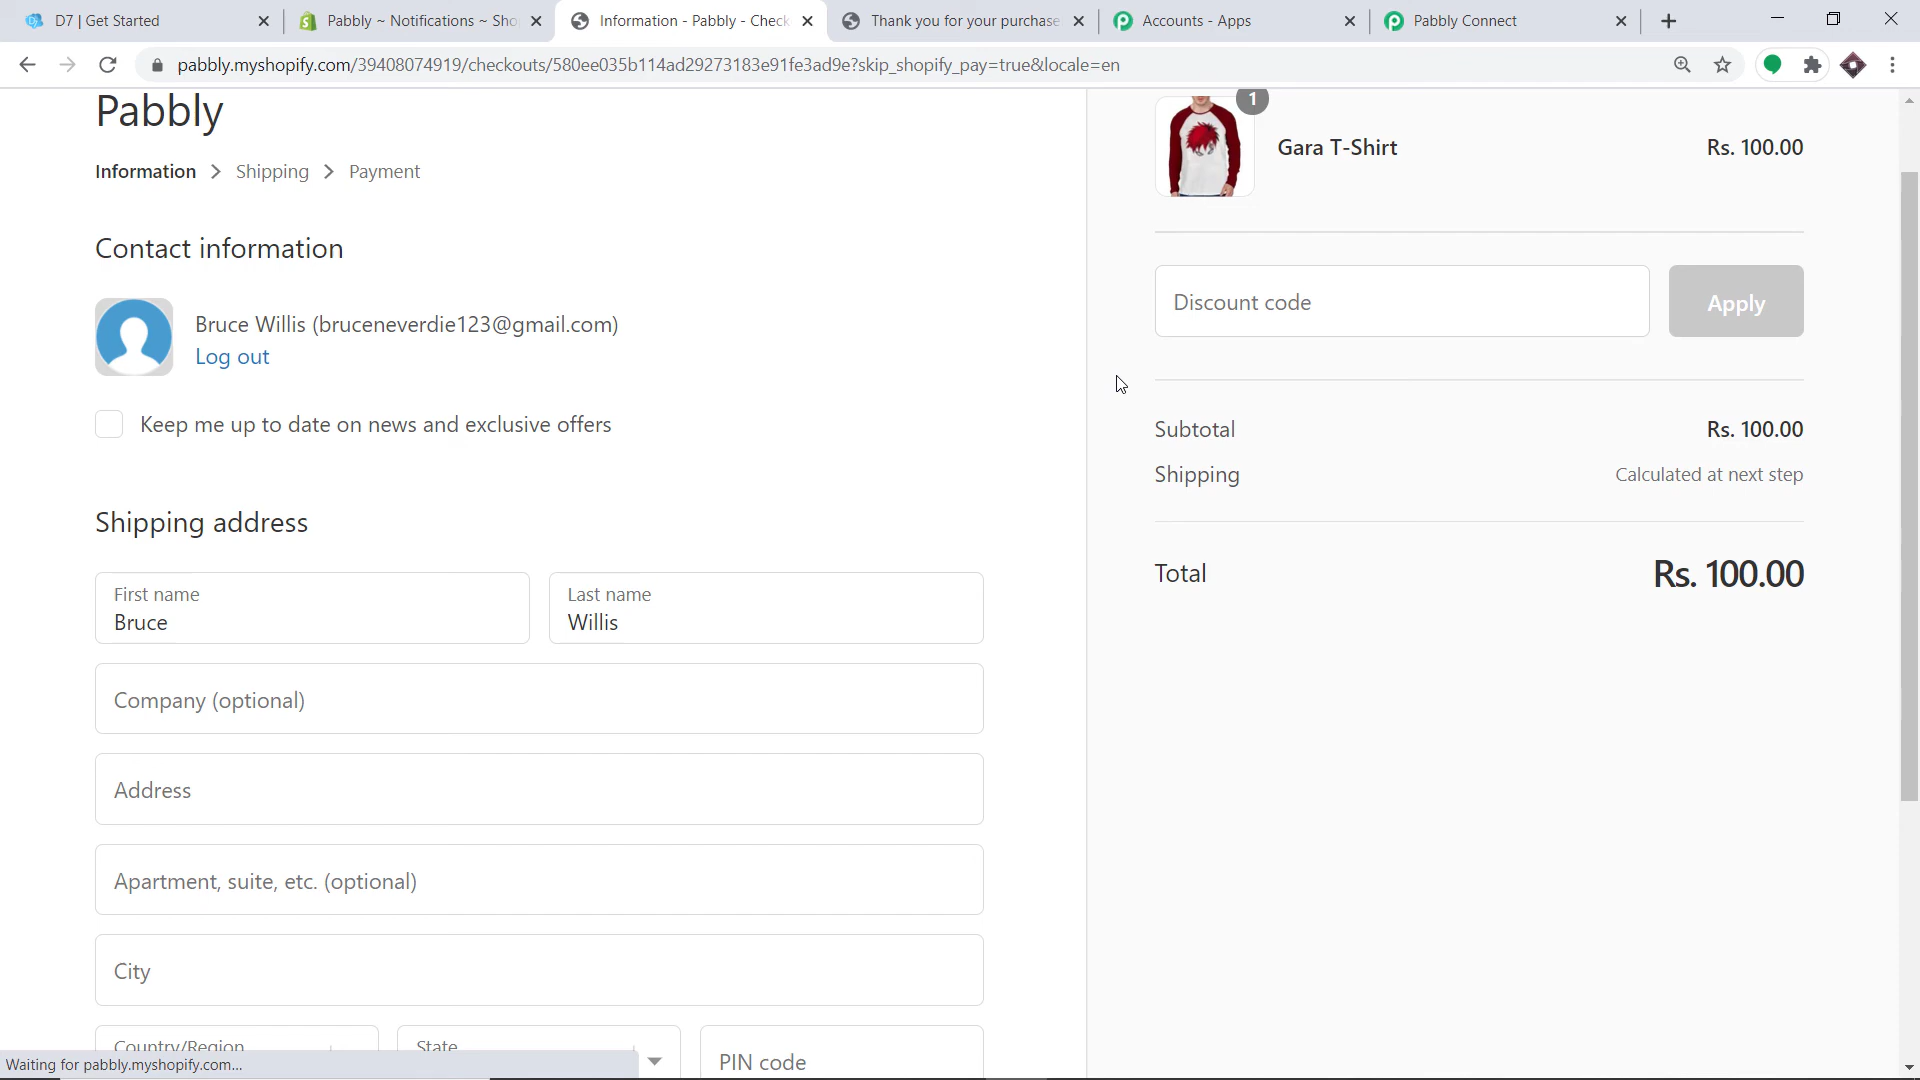 D7 | Get Started
Pabbly ~ Notifications ~ Sho
Information - Pabbly - Check
Thank you for your purchase
Accounts - Apps
Pabbly Connect
pabbly.myshopify.com/39408074919/checkouts/580ee035b114ad29273183e91fe3ad9e?skip_shopify_pay=true&locale=en
Pabbly
Information > Shipping > Payment
Contact information
Bruce Willis (bruceneverdie123@gmail.com)
Log out
Keep me up to date on news and exclusive offers
Shipping address
First name
Bruce
Last name
Willis
Company (optional)
Address
Apartment, suite, etc. (optional)
City
Country/Region
State
PIN code
Waiting for pabbly.myshopify.com...
1
Gara T-Shirt
Rs. 100.00
Discount code
Apply
Subtotal
Rs. 100.00
Shipping
Calculated at next step
Total
Rs. 100.00